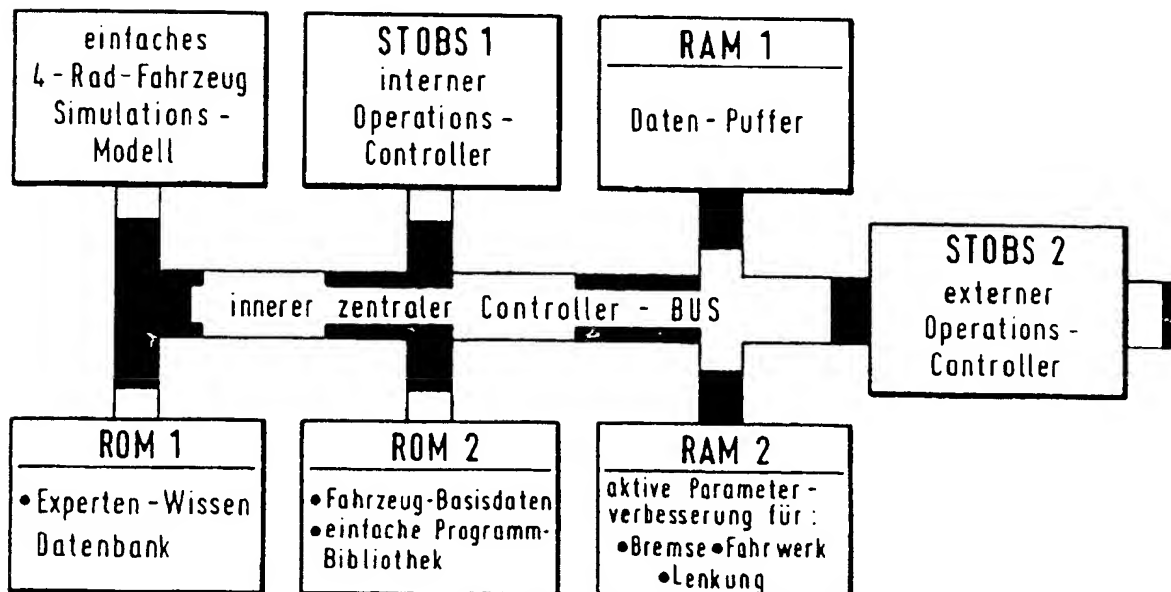 einfaches
4-Rad-Fahrzeug
Simulations-
Modell
STOBS 1
interner
Operations-
Controller
RAM 1
Daten-Puffer
STOBS 2
externer
Operations-
Controller
innerer zentraler Controller-BUS
ROM 1
•Experten-Wissen
Datenbank
ROM 2
•Fahrzeug-Basisdaten
•einfache Programm-
Bibliothek
RAM 2
aktive Parameter-
verbesserung für:
•Bremse•Fahrwerk
•Lenkung